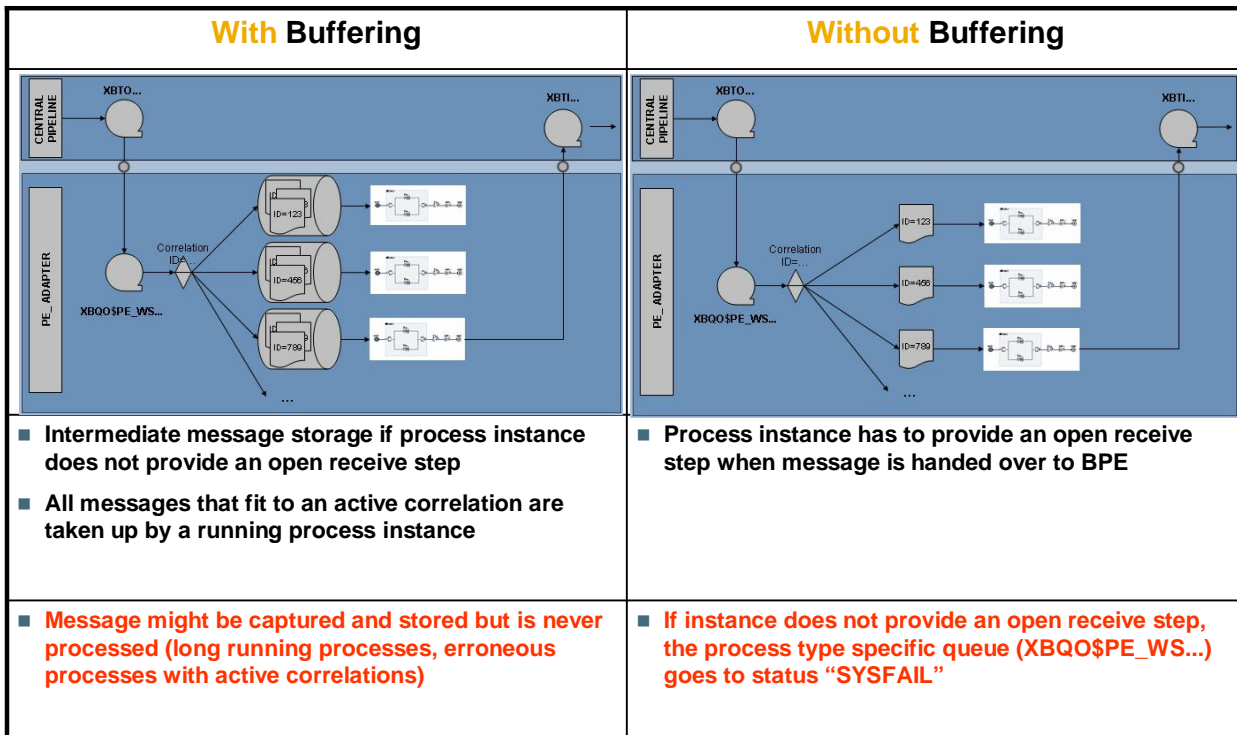 With Buffering
Without Buffering
CENTRAL
PIPELINE
XBTO...
XBTI...
PE_ADAPTER
XBQO$PE_WS...
Correlation
ID=...
ID=123
ID=456
ID=789
...
CENTRAL
PIPELINE
XBTO...
XBTI...
PE_ADAPTER
XBQO$PE_WS...
Correlation
ID=...
ID=123
ID=456
ID=789
...
■ Intermediate message storage if process instance
does not provide an open receive step
■ All messages that fit to an active correlation are
taken up by a running process instance
■ Process instance has to provide an open receive
step when message is handed over to BPE
■ Message might be captured and stored but is never
processed (long running processes, erroneous
processes with active correlations)
■ If instance does not provide an open receive step,
the process type specific queue (XBQO$PE_WS...)
goes to status “SYSFAIL”